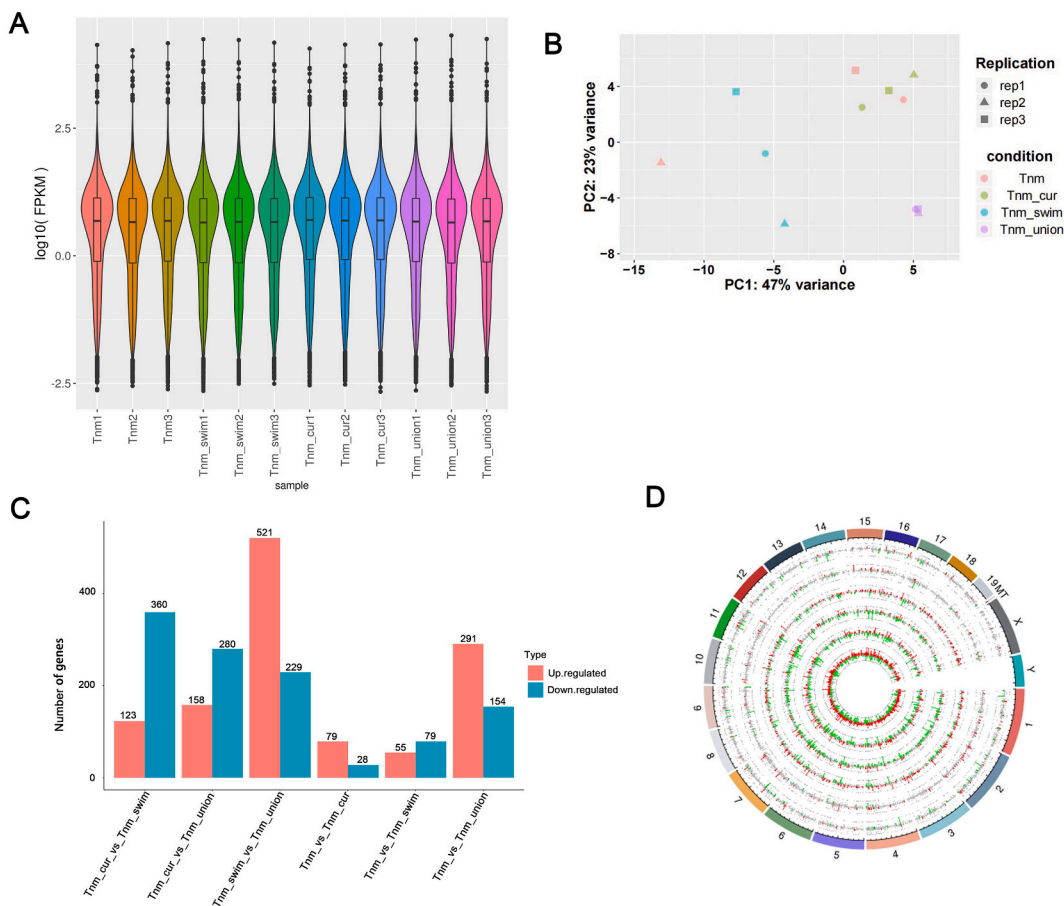 A
log10( FPKM )
2.5
0.0
-2.5
Tnm1
Tnm2
Tnm3
Tnm_swim1
Tnm_swim2
Tnm_swim3
Tnm_cur1
Tnm_cur2
Tnm_cur3
Tnm_union1
Tnm_union2
Tnm_union3
sample
B
PC2: 23% variance
4
0
−4
−8
−15
−10
−5
0
5
PC1: 47% variance
Replication
rep1
rep2
rep3
condition
Tnm
Tnm_cur
Tnm_swim
Tnm_union
C
Number of genes
400
200
0
123
360
158
280
521
229
79
28
55
79
291
154
Tnm_cur_vs_Tnm_swim
Tnm_cur_vs_Tnm_union
Tnm_swim_vs_Tnm_union
Tnm_vs_Tnm_cur
Tnm_vs_Tnm_swim
Tnm_vs_Tnm_union
Type
Up.regulated
Down.regulated
D
1
2
3
4
5
6
7
8
9
10
11
12
13
14
15
16
17
18
19
MT
X
Y